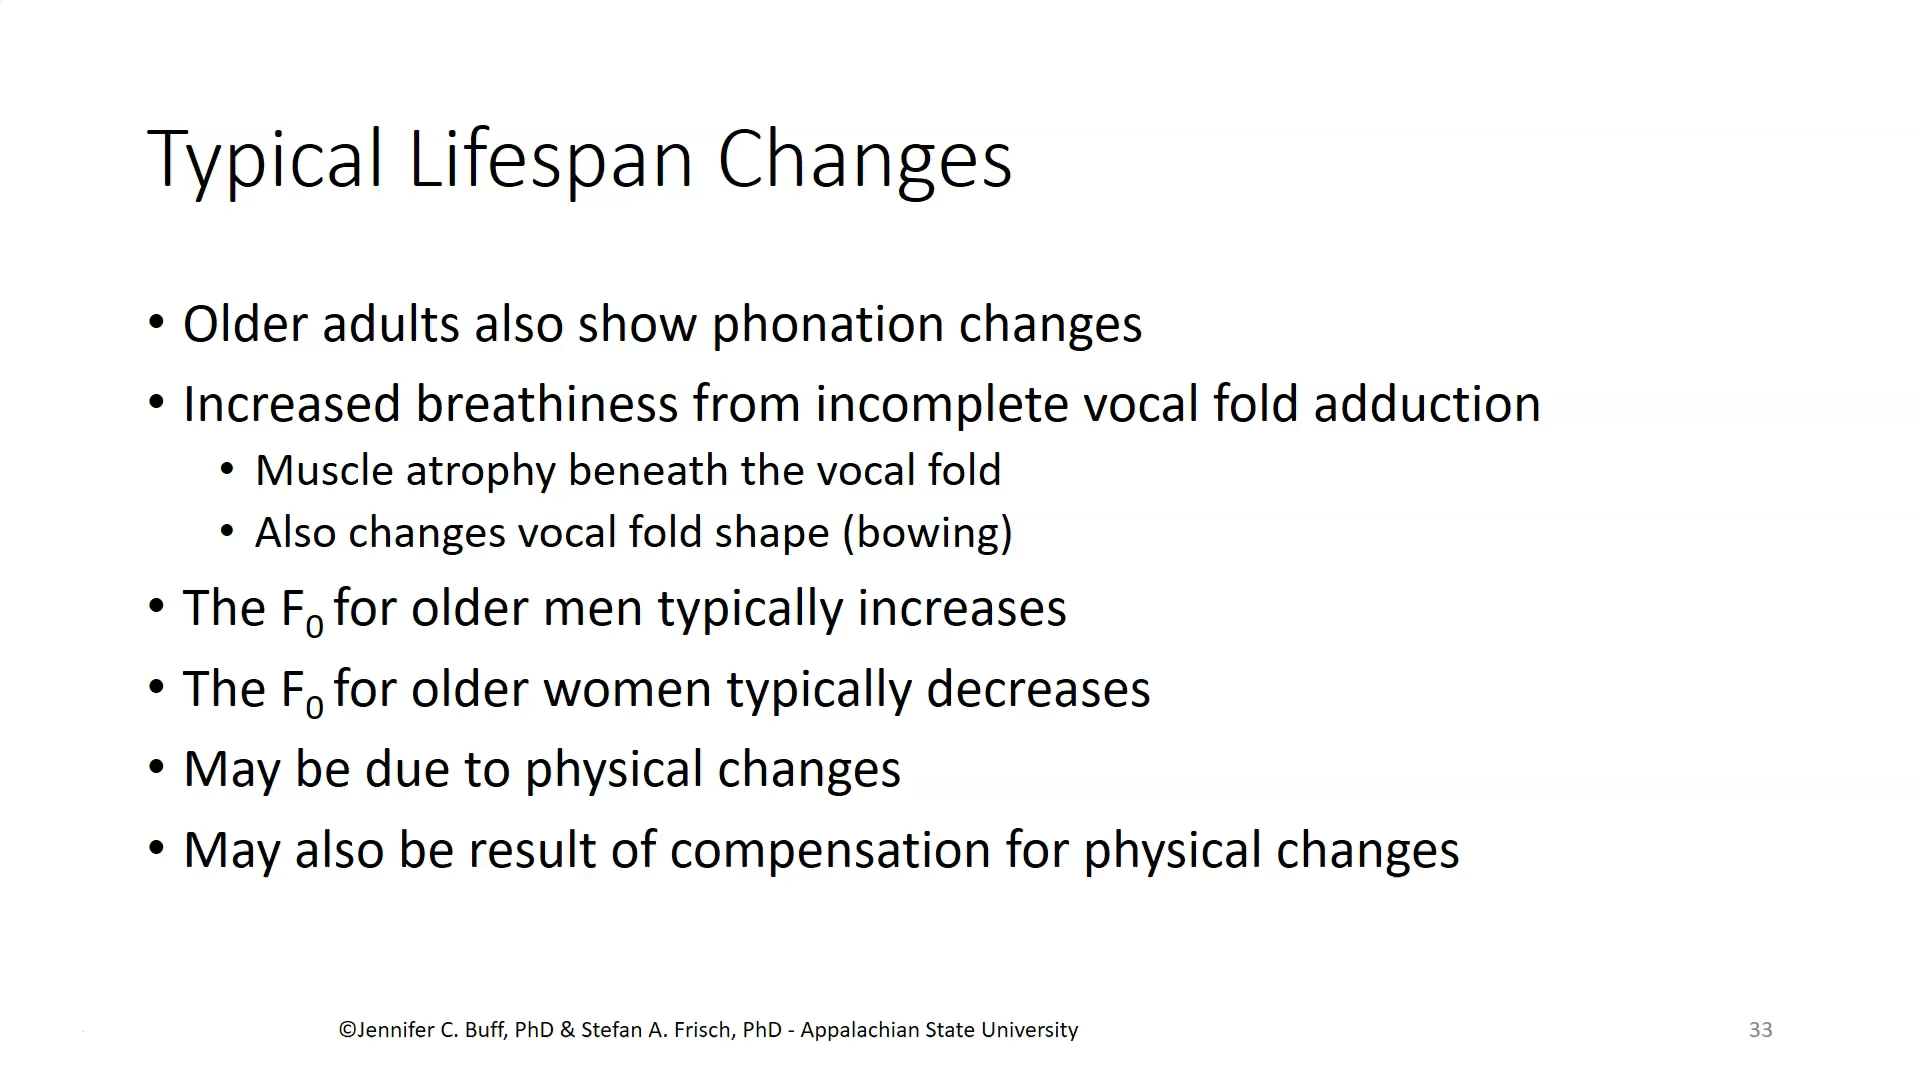 Typical Lifespan Changes
• Older adults also show phonation changes
• Increased breathiness from incomplete vocal fold adduction
• Muscle atrophy beneath the vocal fold
• Also changes vocal fold shape (bowing)
• The F₀ for older men typically increases
• The F₀ for older women typically decreases
• May be due to physical changes
• May also be result of compensation for physical changes
©Jennifer C. Buff, PhD & Stefan A. Frisch, PhD - Appalachian State University
33